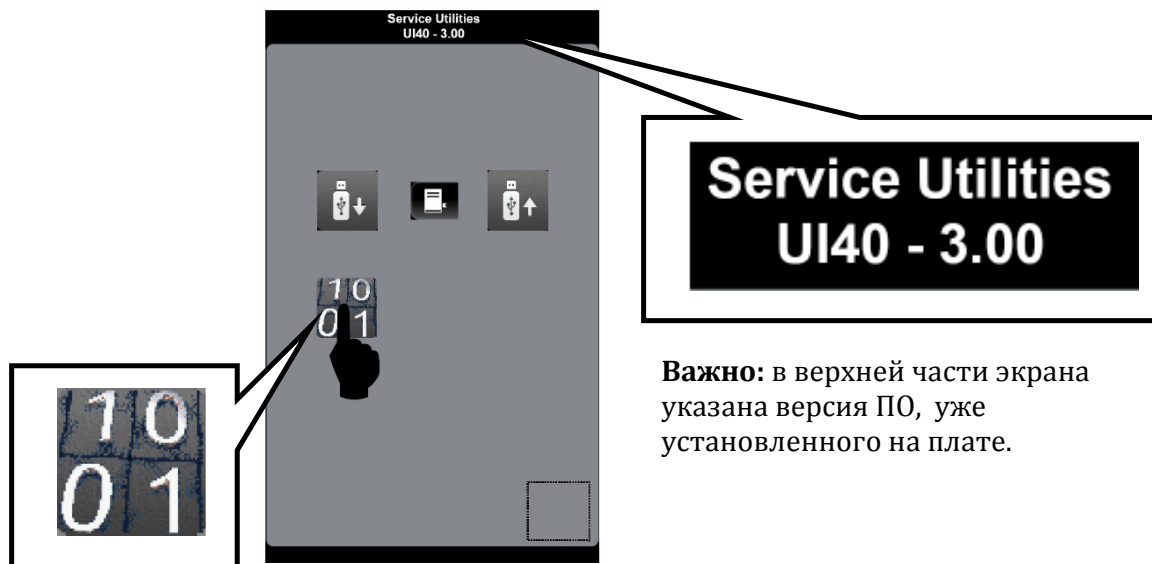 Service Utilities
UI40 - 3.00
Service Utilities
UI40 - 3.00
10
01
Важно: в верхней части экрана
указана версия ПО, уже
установленного на плате.
10
01